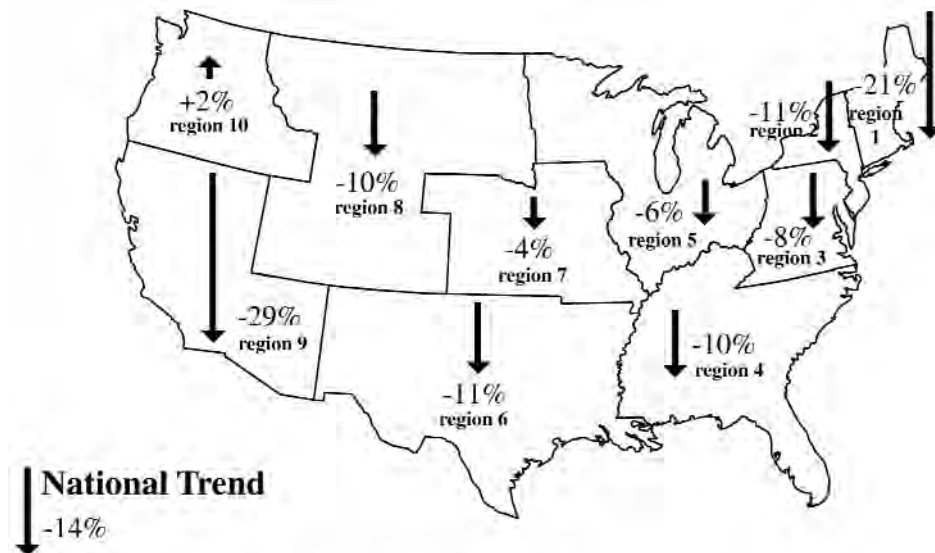 +2%
region 10
-10%
region 8
-4%
region 7
-6%
region 5
-11%
region 2
-21%
region
1
-8%
region 3
-29%
region 9
-11%
region 6
-10%
region 4
National Trend
-14%